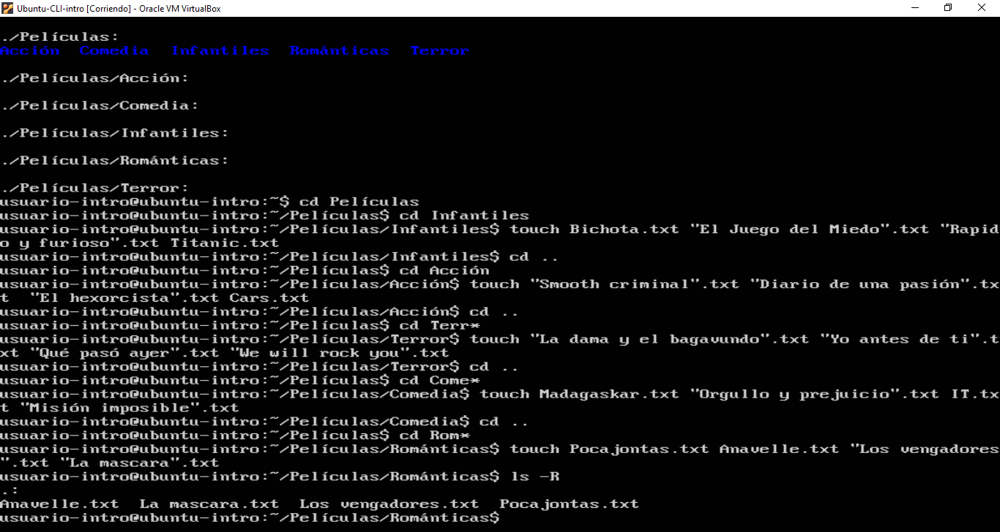 Ubuntu-CLI-intro [Corriendo] - Oracle VM VirtualBox
./Películas:
Acción  Comedia  Infantiles  Románticas  Terror
./Películas/Acción:
./Películas/Comedia:
./Películas/Infantiles:
./Películas/Románticas:
./Películas/Terror:
usuario-intro@ubuntu-intro:~$ cd Películas
usuario-intro@ubuntu-intro:~/Películas$ cd Infantiles
usuario-intro@ubuntu-intro:~/Películas/Infantiles$ touch Bichota.txt "El Juego del Miedo".txt "Rapid
o y furioso".txt Titanic.txt
usuario-intro@ubuntu-intro:~/Películas/Infantiles$ cd ..
usuario-intro@ubuntu-intro:~/Películas$ cd Acción
usuario-intro@ubuntu-intro:~/Películas/Acción$ touch "Smooth criminal".txt "Diario de una pasión".tx
t  "El hexorcista".txt Cars.txt
usuario-intro@ubuntu-intro:~/Películas/Acción$ cd ..
usuario-intro@ubuntu-intro:~/Películas$ cd Terr*
usuario-intro@ubuntu-intro:~/Películas/Terror$ touch "La dama y el bagavundo".txt "Yo antes de ti".t
xt "Qué pasó ayer".txt "We will rock you".txt
usuario-intro@ubuntu-intro:~/Películas/Terror$ cd ..
usuario-intro@ubuntu-intro:~/Películas$ cd Come*
usuario-intro@ubuntu-intro:~/Películas/Comedia$ touch Madagaskar.txt "Orgullo y prejuicio".txt IT.tx
t "Misión imposible".txt
usuario-intro@ubuntu-intro:~/Películas/Comedia$ cd ..
usuario-intro@ubuntu-intro:~/Películas$ cd Rom*
usuario-intro@ubuntu-intro:~/Películas/Románticas$ touch Pocajontas.txt Anavelle.txt "Los vengadores
".txt "La mascara".txt
usuario-intro@ubuntu-intro:~/Películas/Románticas$ ls -R
.:
Anavelle.txt  La mascara.txt  Los vengadores.txt  Pocajontas.txt
usuario-intro@ubuntu-intro:~/Películas/Románticas$